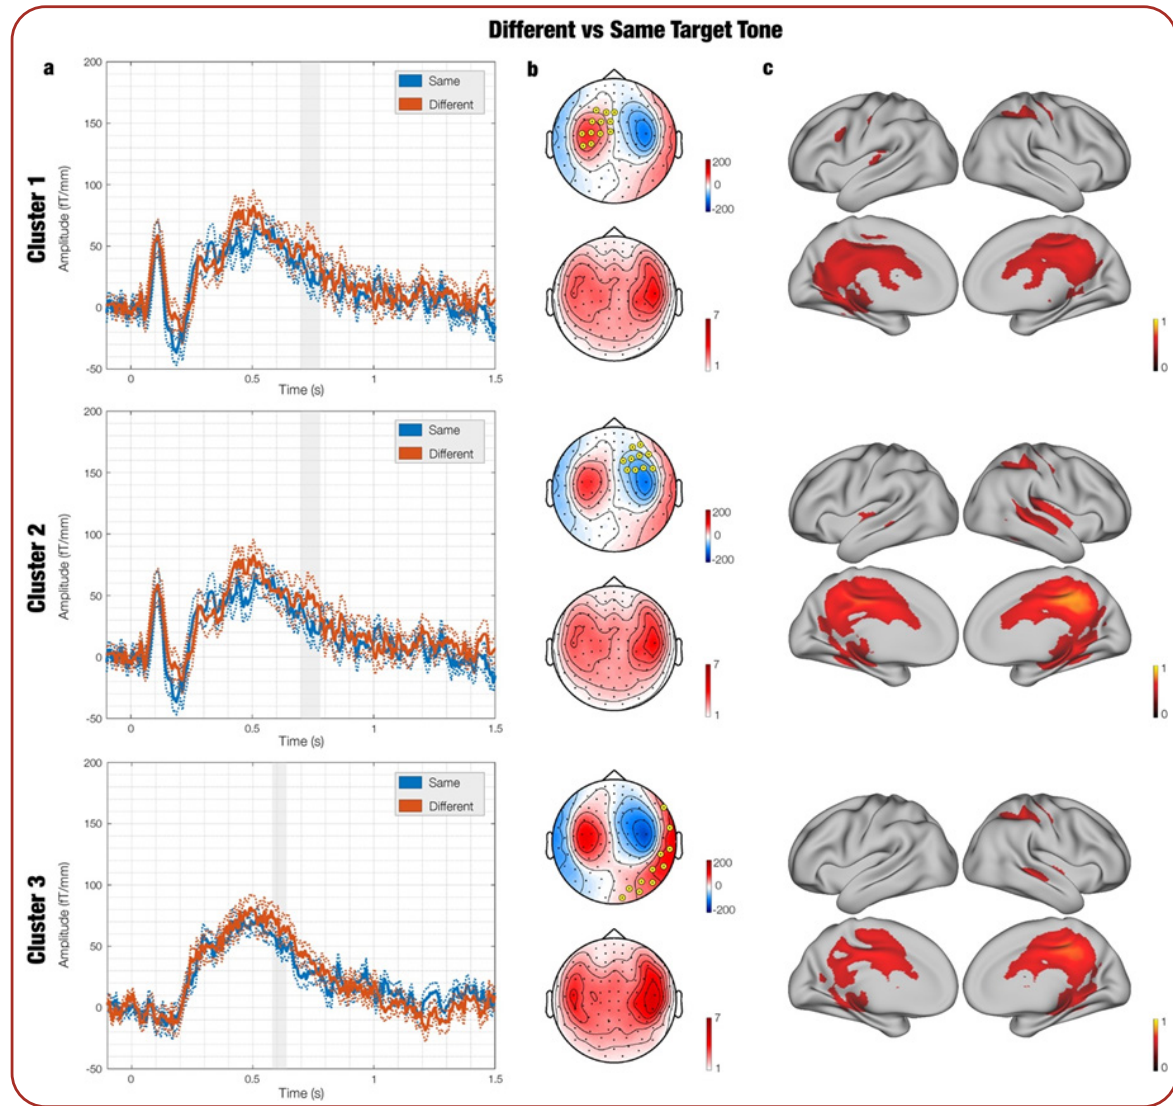 Different vs Same Target Tone
a
b
c
Cluster 1
Amplitude (fT/mm)
200
150
100
50
0
-50
0
0.5
1
1.5
Time (s)
Same
Different
200
0
-200
7
1
1
0
Cluster 2
Amplitude (fT/mm)
200
150
100
50
0
-50
0
0.5
1
1.5
Time (s)
Same
Different
200
0
-200
7
1
1
0
Cluster 3
Amplitude (fT/mm)
200
150
100
50
0
-50
0
0.5
1
1.5
Time (s)
Same
Different
200
0
-200
7
1
1
0